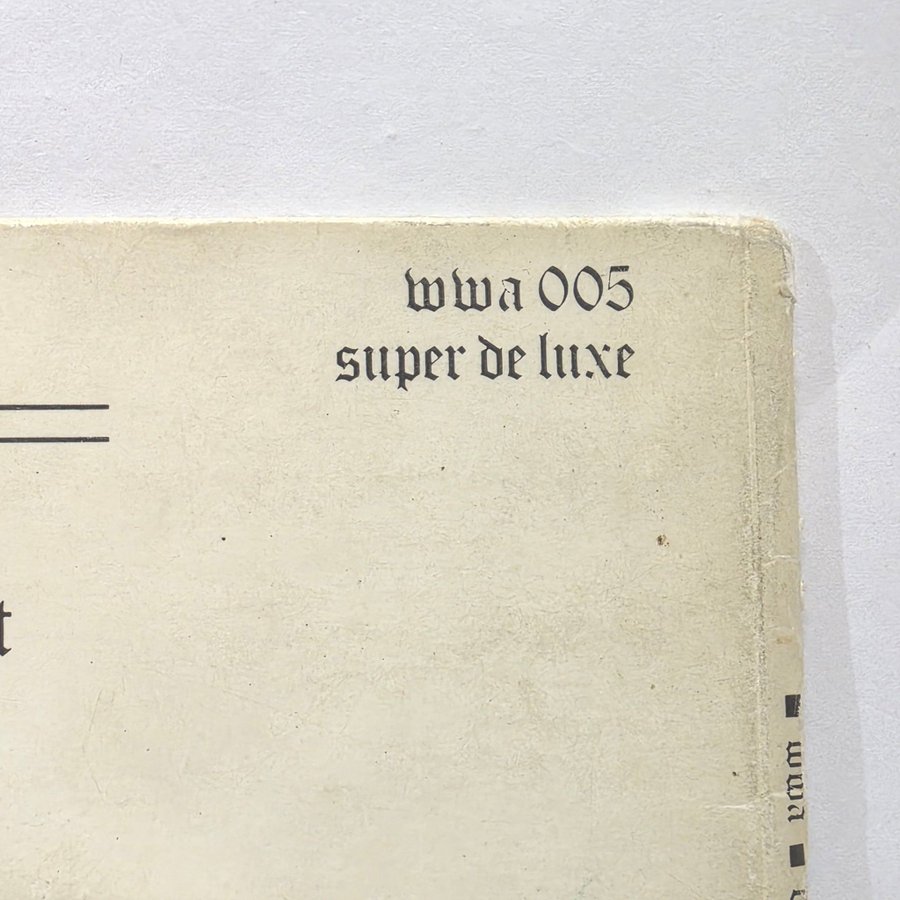 wwa 005
super de luxe
t